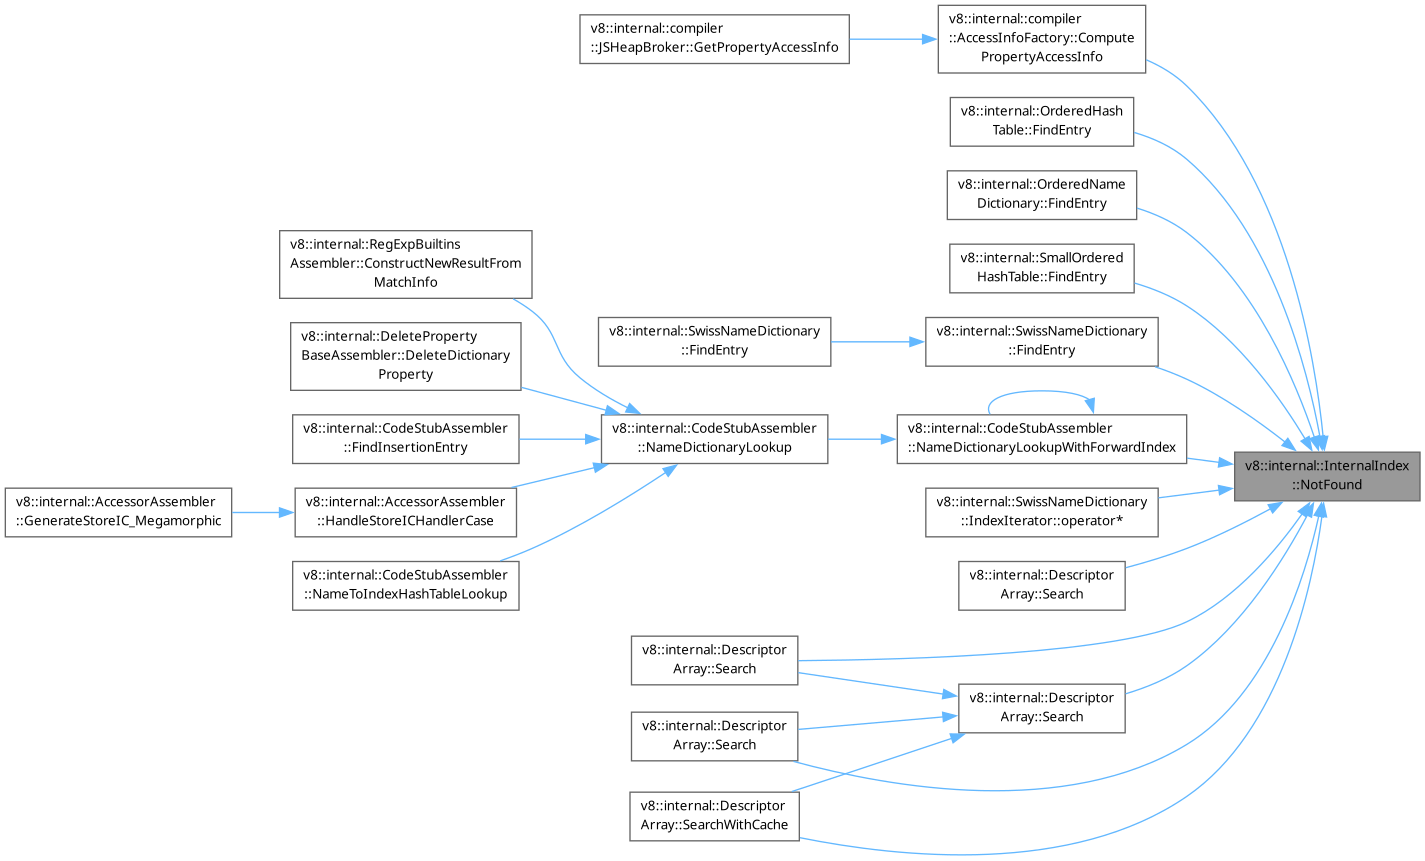 v8::internal::compiler
::JSHeapBroker::GetPropertyAccessInfo
v8::internal::compiler
::AccessInfoFactory::Compute
PropertyAccessInfo
v8::internal::OrderedHash
Table::FindEntry
v8::internal::OrderedName
Dictionary::FindEntry
v8::internal::SmallOrdered
HashTable::FindEntry
v8::internal::RegExpBuiltins
Assembler::ConstructNewResultFrom
MatchInfo
v8::internal::SwissNameDictionary
::FindEntry
v8::internal::SwissNameDictionary
::FindEntry
v8::internal::DeleteProperty
BaseAssembler::DeleteDictionary
Property
v8::internal::CodeStubAssembler
::FindInsertionEntry
v8::internal::CodeStubAssembler
::NameDictionaryLookup
v8::internal::CodeStubAssembler
::NameDictionaryLookupWithForwardIndex
v8::internal::InternalIndex
::NotFound
v8::internal::AccessorAssembler
::GenerateStoreIC_Megamorphic
v8::internal::AccessorAssembler
::HandleStoreICHandlerCase
v8::internal::SwissNameDictionary
::IndexIterator::operator*
v8::internal::CodeStubAssembler
::NameToIndexHashTableLookup
v8::internal::Descriptor
Array::Search
v8::internal::Descriptor
Array::Search
v8::internal::Descriptor
Array::Search
v8::internal::Descriptor
Array::Search
v8::internal::Descriptor
Array::SearchWithCache